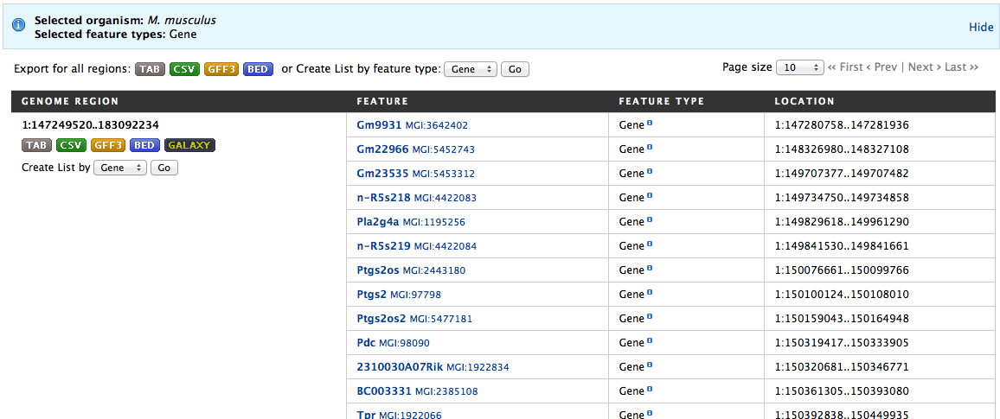 Selected organism: M. musculus
Selected feature types: Gene
Hide
Export for all regions: TAB CSV GFF3 BED or Create List by feature type: Gene Go
Page size 10 << First < Prev | Next > Last >>
GENOME REGION FEATURE FEATURE TYPE LOCATION
1:147249520..183092234
TAB CSV GFF3 BED GALAXY
Create List by Gene Go
Gm9931 MGI:3642402 Gene 1:147280758..147281936
Gm22966 MGI:5452743 Gene 1:148326980..148327108
Gm23535 MGI:5453312 Gene 1:149707377..149707482
n-R5s218 MGI:4422083 Gene 1:149734750..149734858
Pla2g4a MGI:1195256 Gene 1:149829618..149961290
n-R5s219 MGI:4422084 Gene 1:149841530..149841661
Ptgs2os MGI:2443180 Gene 1:150076661..150099766
Ptgs2 MGI:97798 Gene 1:150100124..150108010
Ptgs2os2 MGI:5477181 Gene 1:150159043..150164948
Pdc MGI:98090 Gene 1:150319417..150333905
2310030A07Rik MGI:1922834 Gene 1:150320681..150346771
BC003331 MGI:2385108 Gene 1:150361305..150393080
Tpr MGI:1922066 Gene 1:150392838..150449935